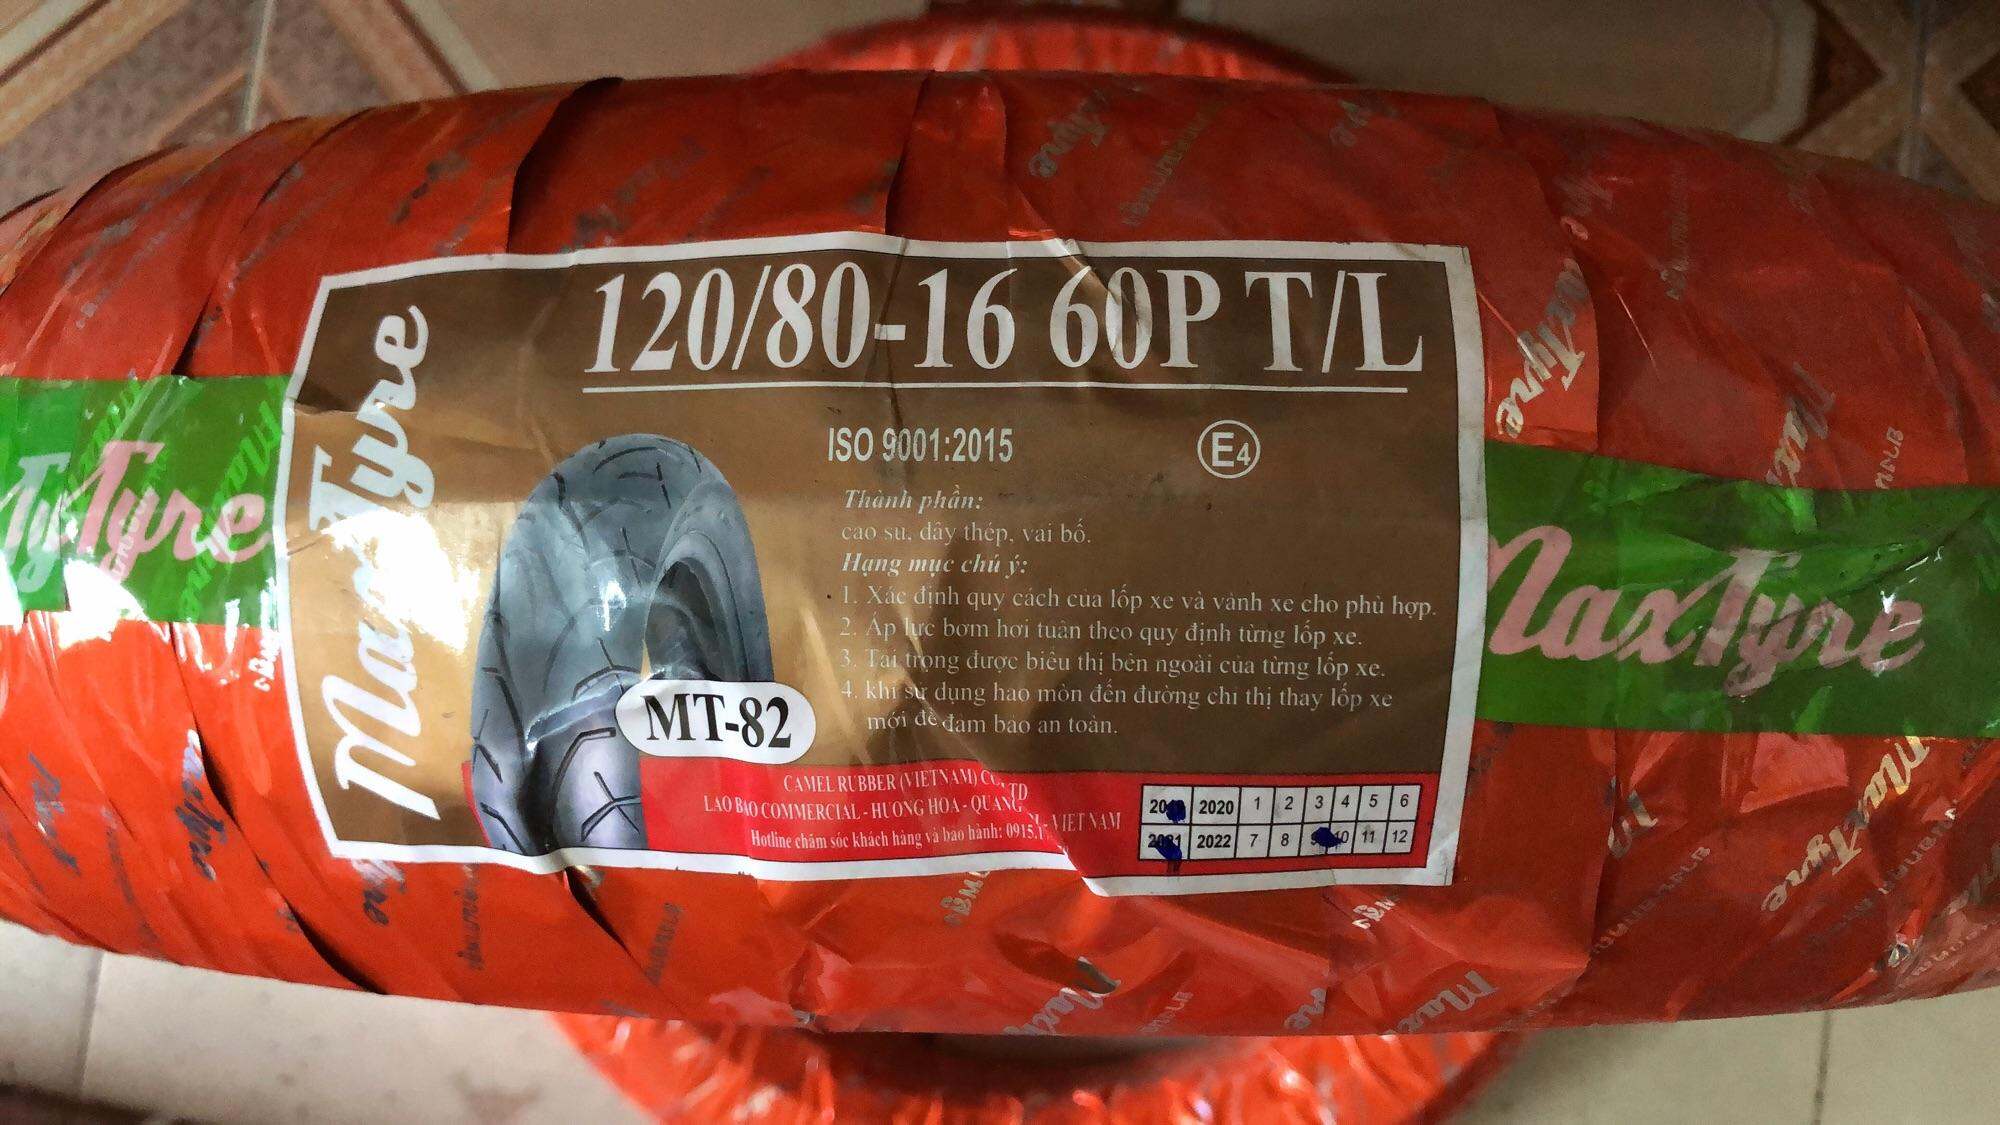 MaxTyre
120/80-16 60P T/L
ISO 9001:2015
E4
Thành phần:
cao su, dây thép, vải bố.
Hạng mục chú ý:
1. Xác định quy cách của lốp xe và vành xe cho phù hợp.
2. Áp lực bơm hơi tuân theo quy định từng lốp xe.
3. Tải trọng được biểu thị bên ngoài của từng lốp xe.
4. khi sử dụng hao mòn đến đường chỉ thị thay lốp xe
mới để đảm bảo an toàn.
MT-82
CAMEL RUBBER (VIETNAM) CO. TD
LAO BAO COMMERCIAL - HUONG HOA - QUANG - VIET NAM
Hotline chăm sóc khách hàng và bảo hành: 0915.1
2020 1 2 3 4 5 6
2021 2022 7 8 9 10 11 12
Tyre
MaxTyre